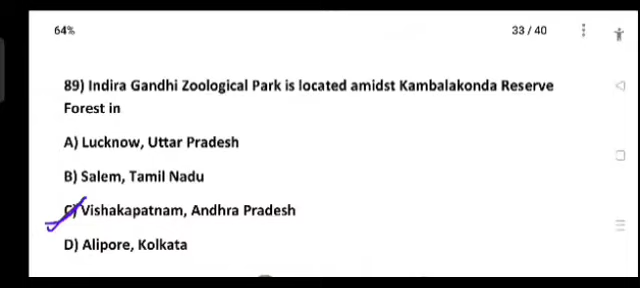 64%
33 / 40
89) Indira Gandhi Zoological Park is located amidst Kambalakonda Reserve
Forest in
A) Lucknow, Uttar Pradesh
B) Salem, Tamil Nadu
C) Vishakapatnam, Andhra Pradesh
D) Alipore, Kolkata